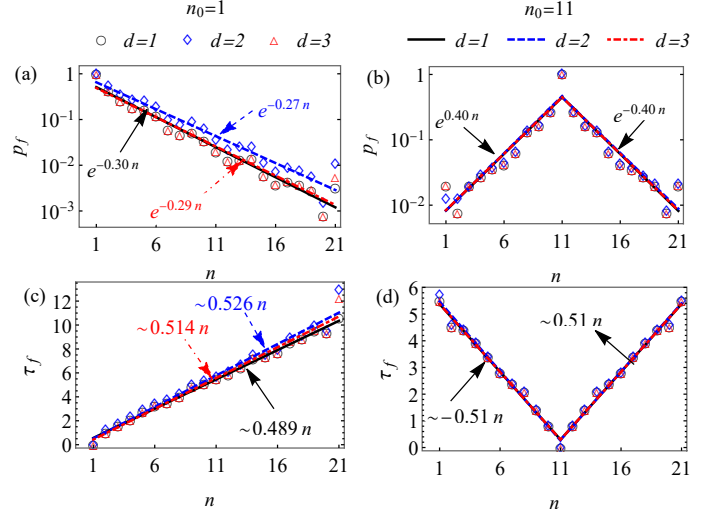 n₀=1 n₀=11
d=1 d=2 d=3 d=1 d=2 d=3
(a) (b)
1
10⁻¹
10⁻²
10⁻³
p_f
e^{-0.27 n}
e^{-0.30 n}
e^{-0.29 n}
1 6 11 16 21
n
1
10⁻¹
10⁻²
p_f
e^{0.40 n}
e^{-0.40 n}
1 6 11 16 21
n
(c) (d)
12
10
8
6
4
2
0
τ_f
~0.526 n
~0.514 n
~0.489 n
1 6 11 16 21
n
6
5
4
3
2
1
0
τ_f
~0.51 n
~-0.51 n
1 6 11 16 21
n